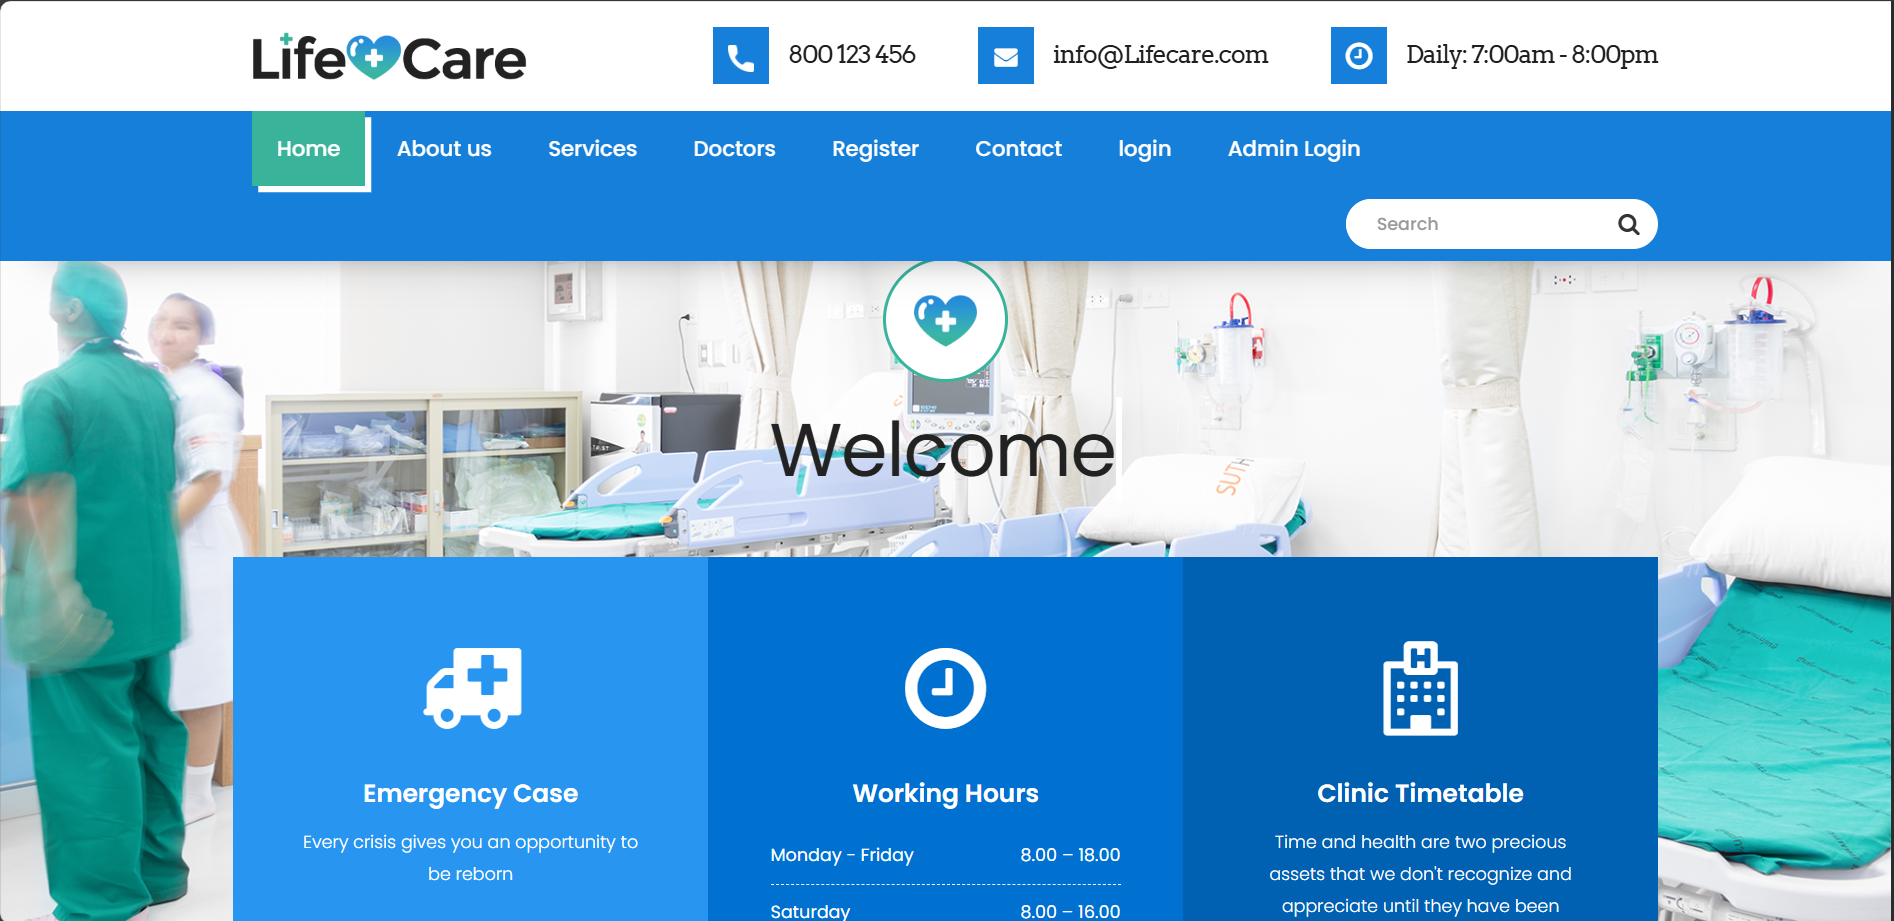 Life Care
800 123 456
info@Lifecare.com
Daily: 7:00am - 8:00pm
Home
About us
Services
Doctors
Register
Contact
login
Admin Login
Search
Welcome
SUTH
Emergency Case
Every crisis gives you an opportunity to
be reborn
Working Hours
Monday - Friday 8.00 – 18.00
Saturday 8.00 – 16.00
Clinic Timetable
Time and health are two precious
assets that we don't recognize and
appreciate until they have been